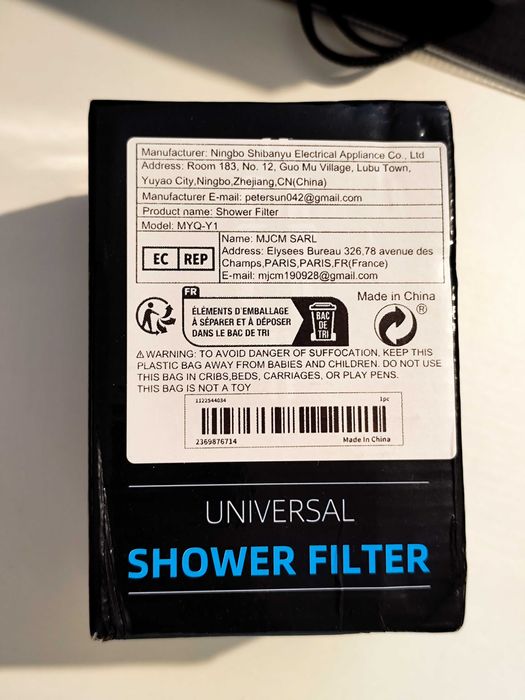 Manufacturer: Ningbo Shibanyu Electrical Appliance Co., Ltd
Address: Room 183, No. 12, Guo Mu Village, Lubu Town,
Yuyao City,Ningbo,Zhejiang,CN(China)
Manufacturer E-mail: petersun042@gmail.com
Product name: Shower Filter
Model: MYQ-Y1
EC REP
Name: MJCM SARL
Address: Elysees Bureau 326,78 avenue des
Champs,PARIS,PARIS,FR(France)
E-mail: mjcm190928@gmail.com
FR
ÉLÉMENTS D'EMBALLAGE
À SÉPARER ET À DÉPOSER
DANS LE BAC DE TRI
BAC
DE
TRI
Made in China
®
⚠WARNING: TO AVOID DANGER OF SUFFOCATION, KEEP THIS
PLASTIC BAG AWAY FROM BABIES AND CHILDREN. DO NOT USE
THIS BAG IN CRIBS,BEDS, CARRIAGES, OR PLAY PENS.
THIS BAG IS NOT A TOY
1122544034 1pc
2369876714 Made In China
UNIVERSAL
SHOWER FILTER